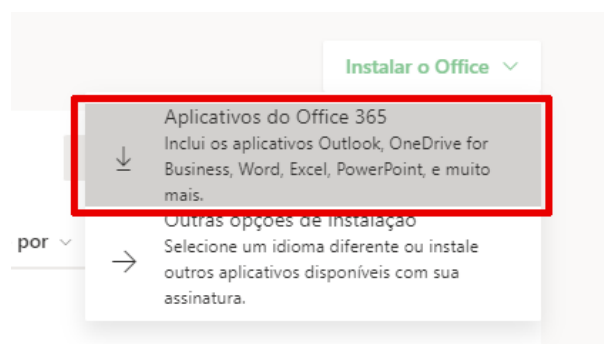 Instalar o Office
Aplicativos do Office 365
Inclui os aplicativos Outlook, OneDrive for
Business, Word, Excel, PowerPoint, e muito
mais.
Outras opções de instalação
por
Selecione um idioma diferente ou instale
outros aplicativos disponíveis com sua
assinatura.